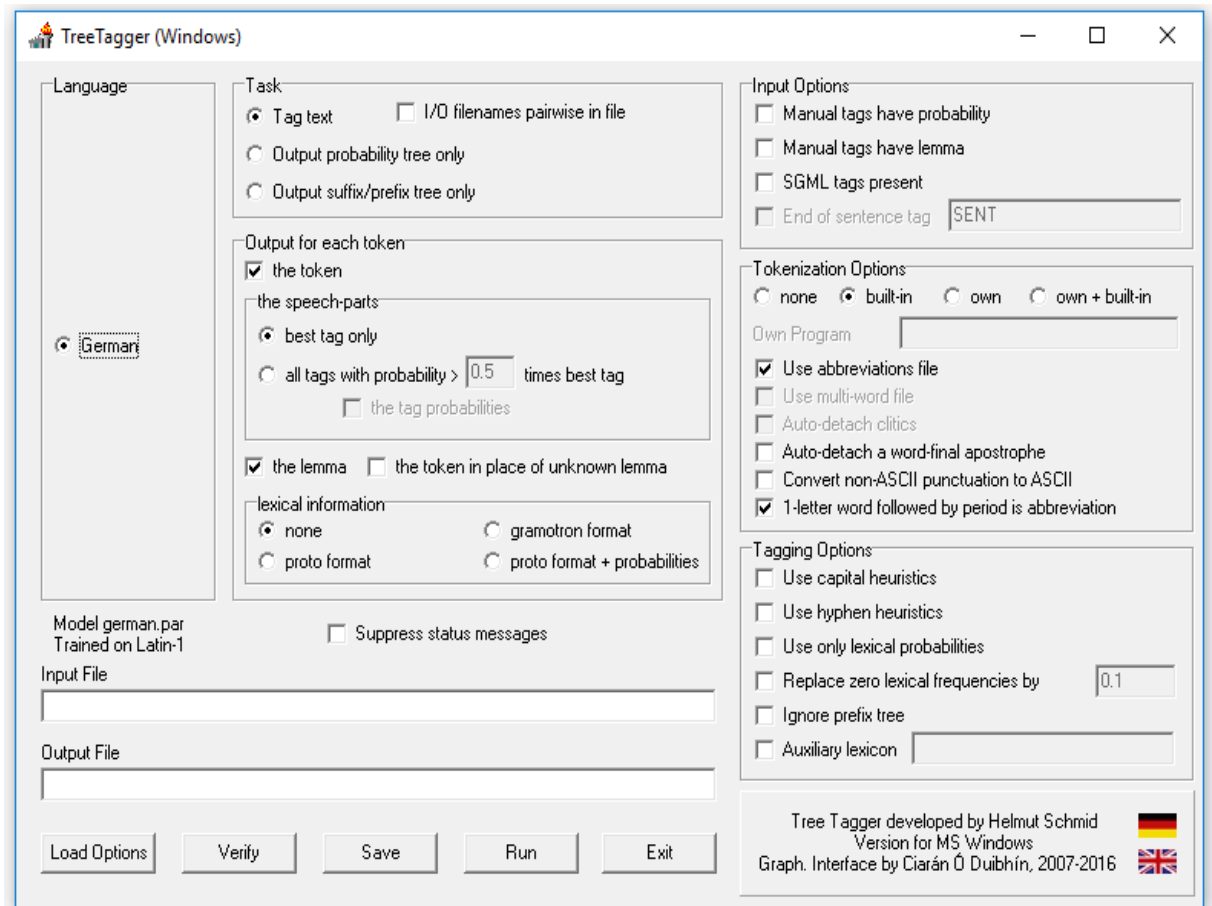 TreeTagger (Windows)
Language
German
Model german.par
Trained on Latin-1
Task
Tag text
I/O filenames pairwise in file
Output probability tree only
Output suffix/prefix tree only
Output for each token
the token
the speech-parts
best tag only
all tags with probability > 0.5 times best tag
the tag probabilities
the lemma
the token in place of unknown lemma
lexical information
none
gramotron format
proto format
proto format + probabilities
Suppress status messages
Input File
Output File
Load Options
Verify
Save
Run
Exit
Input Options
Manual tags have probability
Manual tags have lemma
SGML tags present
End of sentence tag SENT
Tokenization Options
none built-in own own + built-in
Own Program
Use abbreviations file
Use multi-word file
Auto-detach clitics
Auto-detach a word-final apostrophe
Convert non-ASCII punctuation to ASCII
1-letter word followed by period is abbreviation
Tagging Options
Use capital heuristics
Use hyphen heuristics
Use only lexical probabilities
Replace zero lexical frequencies by 0.1
Ignore prefix tree
Auxiliary lexicon
Tree Tagger developed by Helmut Schmid
Version for MS Windows
Graph. Interface by Ciarán Ó Duibhín, 2007-2016